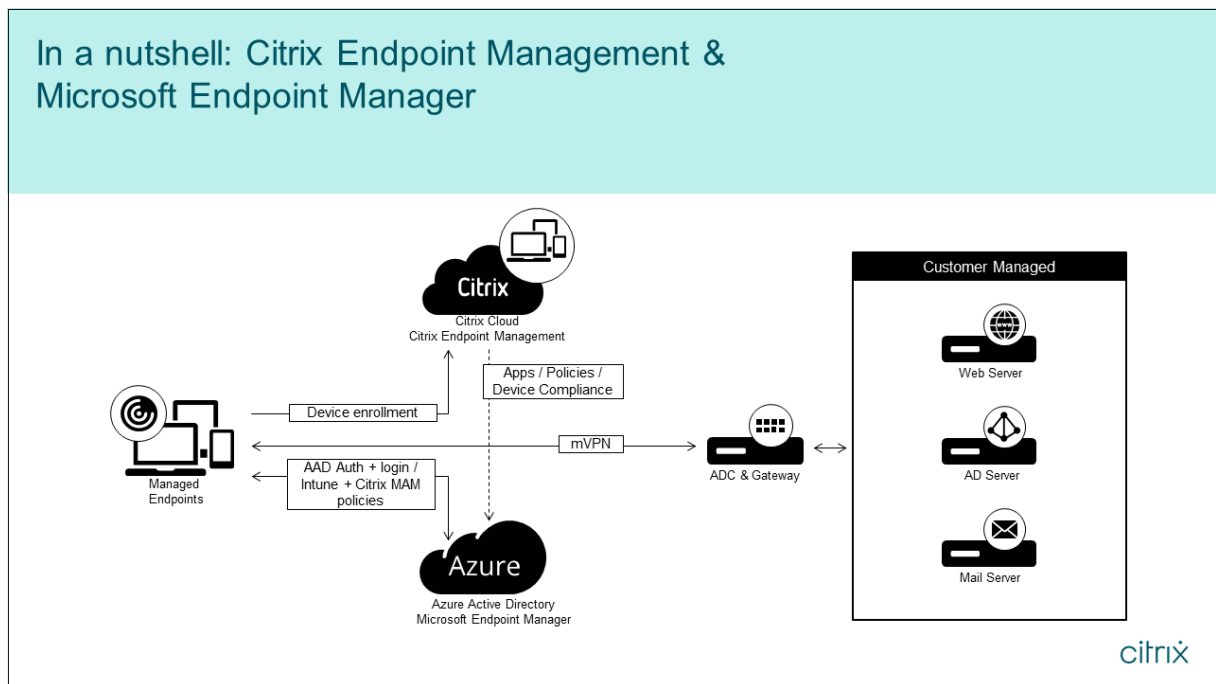 In a nutshell: Citrix Endpoint Management &
Microsoft Endpoint Manager
Citrix
Citrix Cloud
Citrix Endpoint Management
Apps / Policies /
Device Compliance
Device enrollment
mVPN
AAD Auth + login /
Intune + Citrix MAM
policies
Managed
Endpoints
Azure
Azure Active Directory
Microsoft Endpoint Manager
ADC & Gateway
Customer Managed
WWW
Web Server
AD Server
Mail Server
citrix